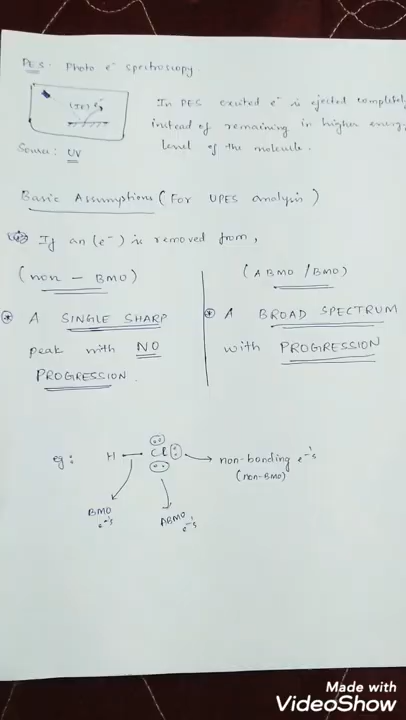 PES : Photo e⁻ spectroscopy.
(IE) e⁻s
Source : UV
In PES excited e⁻ is ejected completely
instead of remaining in higher energy
level of the molecule.
Basic Assumptions (For UPES analysis)
If an (e⁻) is removed from,
(non - BMO)
A SINGLE SHARP
peak with NO
PROGRESSION.
(ABMO / BMO)
A BROAD SPECTRUM
with PROGRESSION
eg : H — Cl → non-bonding e⁻'s
(non-BMO)
BMO
e⁻'s
ABMO
e⁻'s
Made with
VideoShow